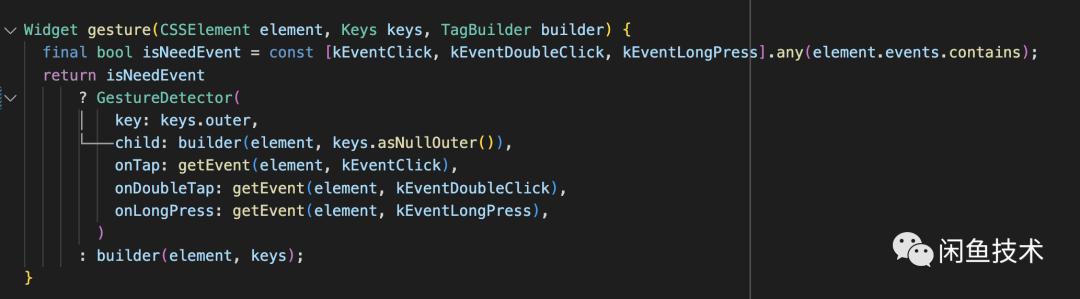 Widget gesture(CSSElement element, Keys keys, TagBuilder builder) {
final bool isNeedEvent = const [kEventClick, kEventDoubleClick, kEventLongPress].any(element.events.contains);
return isNeedEvent
? GestureDetector(
key: keys.outer,
child: builder(element, keys.asNullOuter()),
onTap: getEvent(element, kEventClick),
onDoubleTap: getEvent(element, kEventDoubleClick),
onLongPress: getEvent(element, kEventLongPress),
)
: builder(element, keys);
}
闲鱼技术